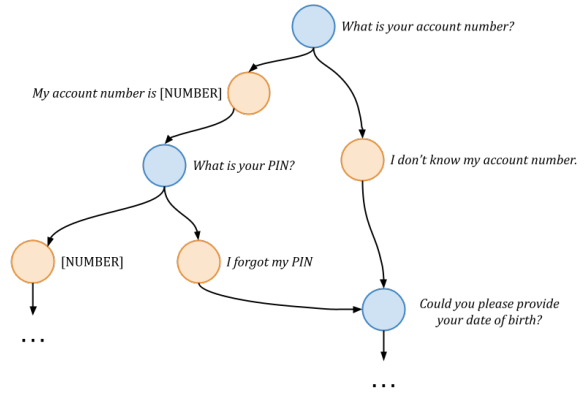 What is your account number?
My account number is [NUMBER]
I don't know my account number.
What is your PIN?
[NUMBER]
I forgot my PIN
Could you please provide
your date of birth?
...
...